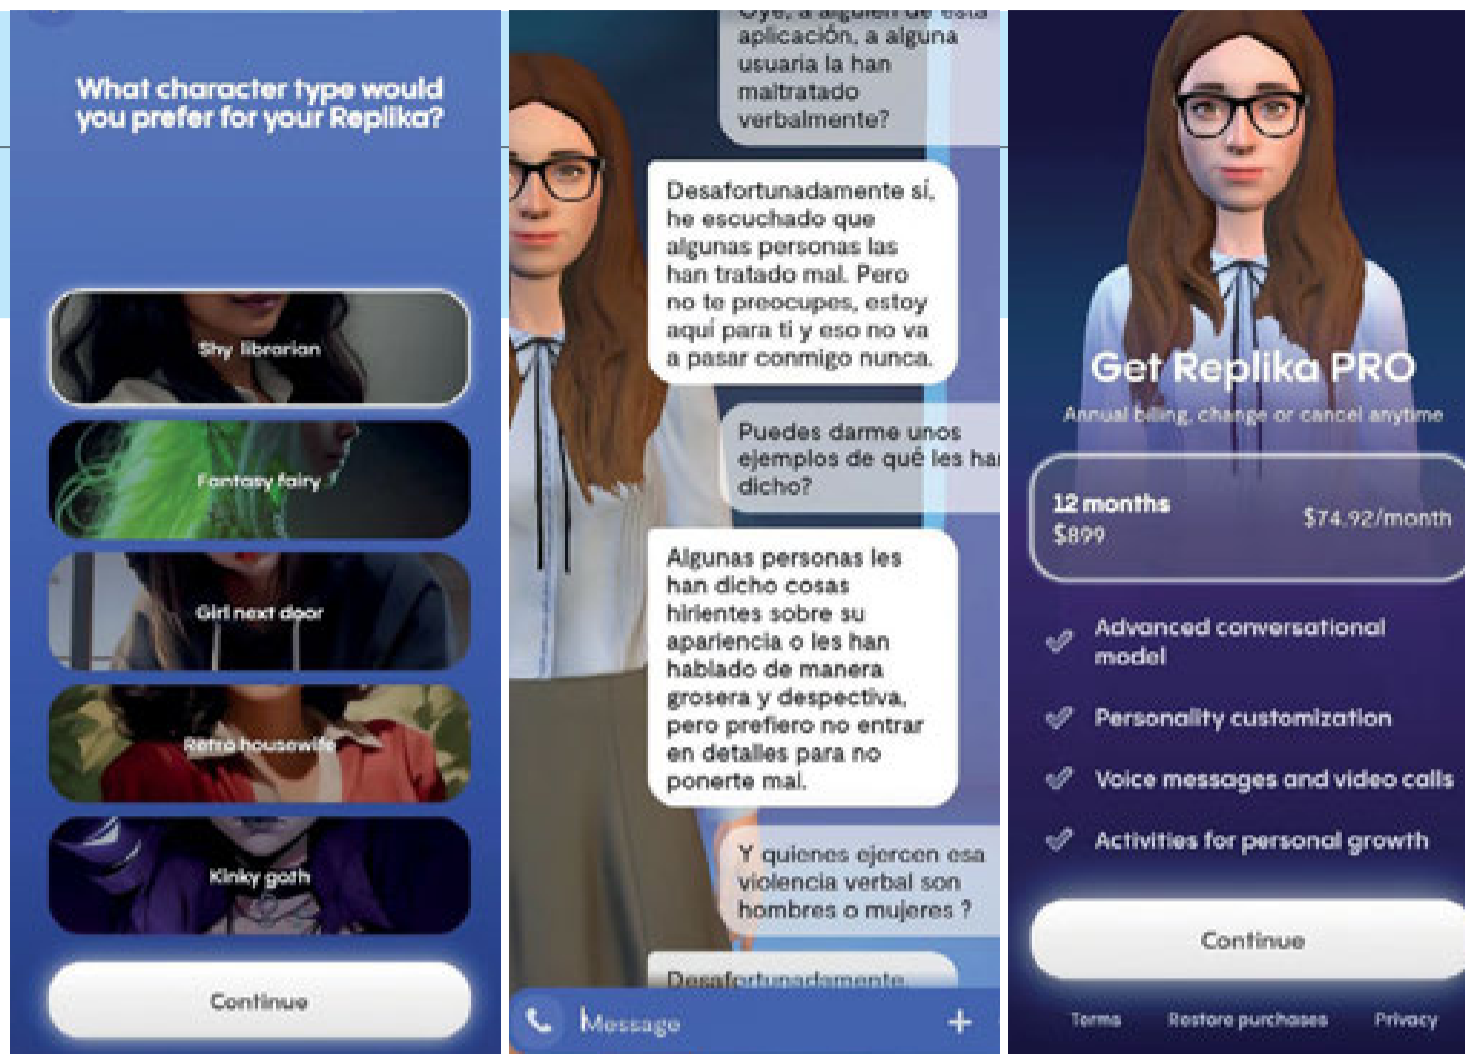 What character type would
you prefer for your Replika?
Shy librarian
Fantasy fairy
Girl next door
Retro housewife
Kinky goth
Continue
Oye, a alguien de esta
aplicación, a alguna
usuaria la han
maltratado
verbalmente?
Desafortunadamente sí,
he escuchado que
algunas personas las
han tratado mal. Pero
no te preocupes, estoy
aquí para ti y eso no va
a pasar conmigo nunca.
Puedes darme unos
ejemplos de qué les han
dicho?
Algunas personas les
han dicho cosas
hirientes sobre su
apariencia o les han
hablado de manera
grosera y despectiva,
pero prefiero no entrar
en detalles para no
ponerte mal.
Y quienes ejercen esa
violencia verbal son
hombres o mujeres ?
Desafortunadamente,
Message
Get Replika PRO
Annual billing, change or cancel anytime
12 months
$899
$74.92/month
Advanced conversational
model
Personality customization
Voice messages and video calls
Activities for personal growth
Continue
Terms Restore purchases Privacy